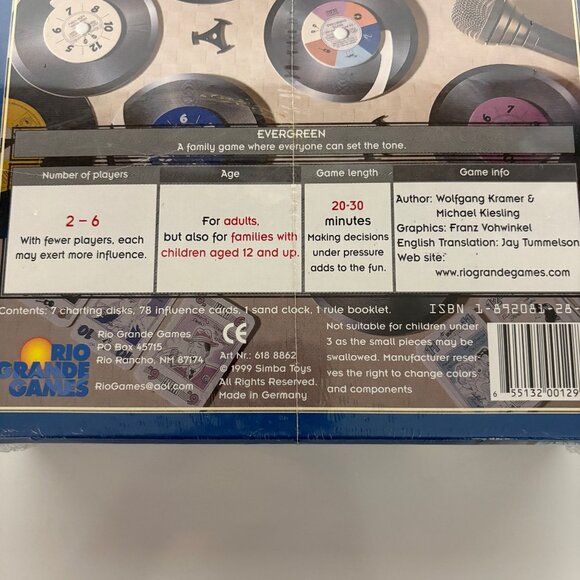 EVERGREEN
A family game where everyone can set the tone.
Number of players
2 – 6
With fewer players, each
may exert more influence.
Age
For adults,
but also for families with
children aged 12 and up.
Game length
20-30
minutes
Making decisions
under pressure
adds to the fun.
Game info
Author: Wolfgang Kramer &
Michael Kiesling
Graphics: Franz Vohwinkel
English Translation: Jay Tummelson
Web site:
www.riograndegames.com
Contents: 7 charting disks, 78 influence cards, 1 sand clock, 1 rule booklet.
ISBN 1-892081-28-
RIO
GRANDE
GAMES
Rio Grande Games
PO Box 45715
Rio Rancho, NM 87174
RioGames@aol.com
CE
Art Nr.: 618 8862
© 1999 Simba Toys
All Rights Reserved.
Made in Germany
Not suitable for children under
3 as the small pieces may be
swallowed. Manufacturer reser-
ves the right to change colors
and components
6 55132 00129